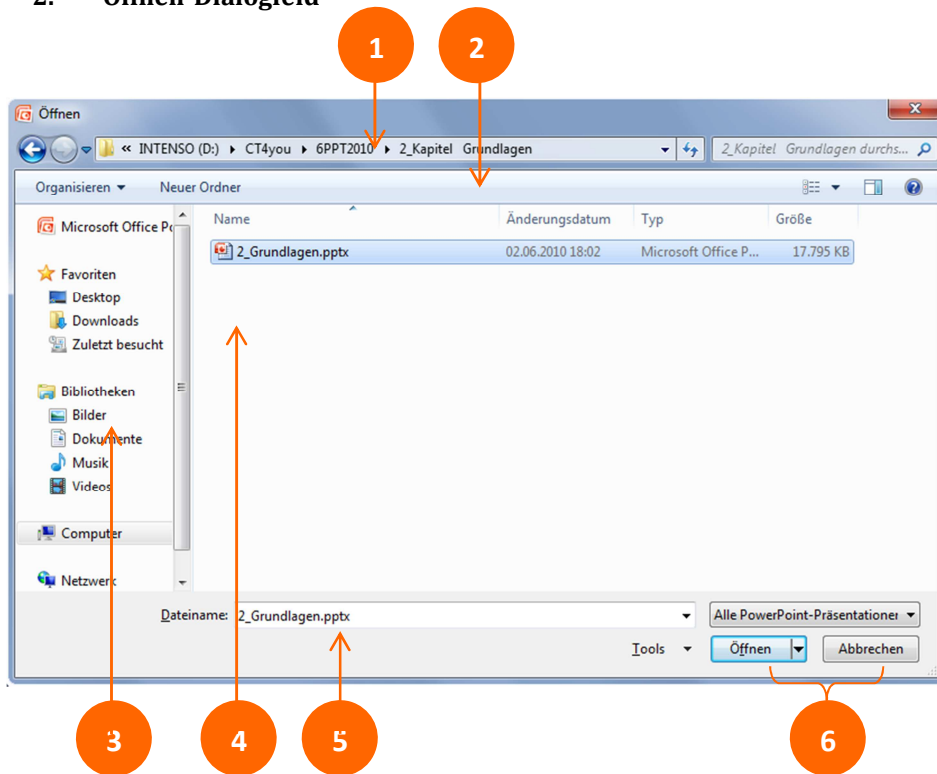 2. Öffnen Dialogfeld
1 2
Öffnen
« INTENSO (D:) ▸ CT4you ▸ 6PPT2010 ▸ 2_Kapitel Grundlagen
2_Kapitel Grundlagen durchs...
Organisieren Neuer Ordner
Name Änderungsdatum Typ Größe
Microsoft Office Po
2_Grundlagen.pptx 02.06.2010 18:02 Microsoft Office P... 17.795 KB
Favoriten
Desktop
Downloads
Zuletzt besucht
Bibliotheken
Bilder
Dokumente
Musik
Videos
Computer
Netzwerk
Dateiname: 2_Grundlagen.pptx Alle PowerPoint-Präsentationen
Tools Öffnen Abbrechen
3 4 5 6